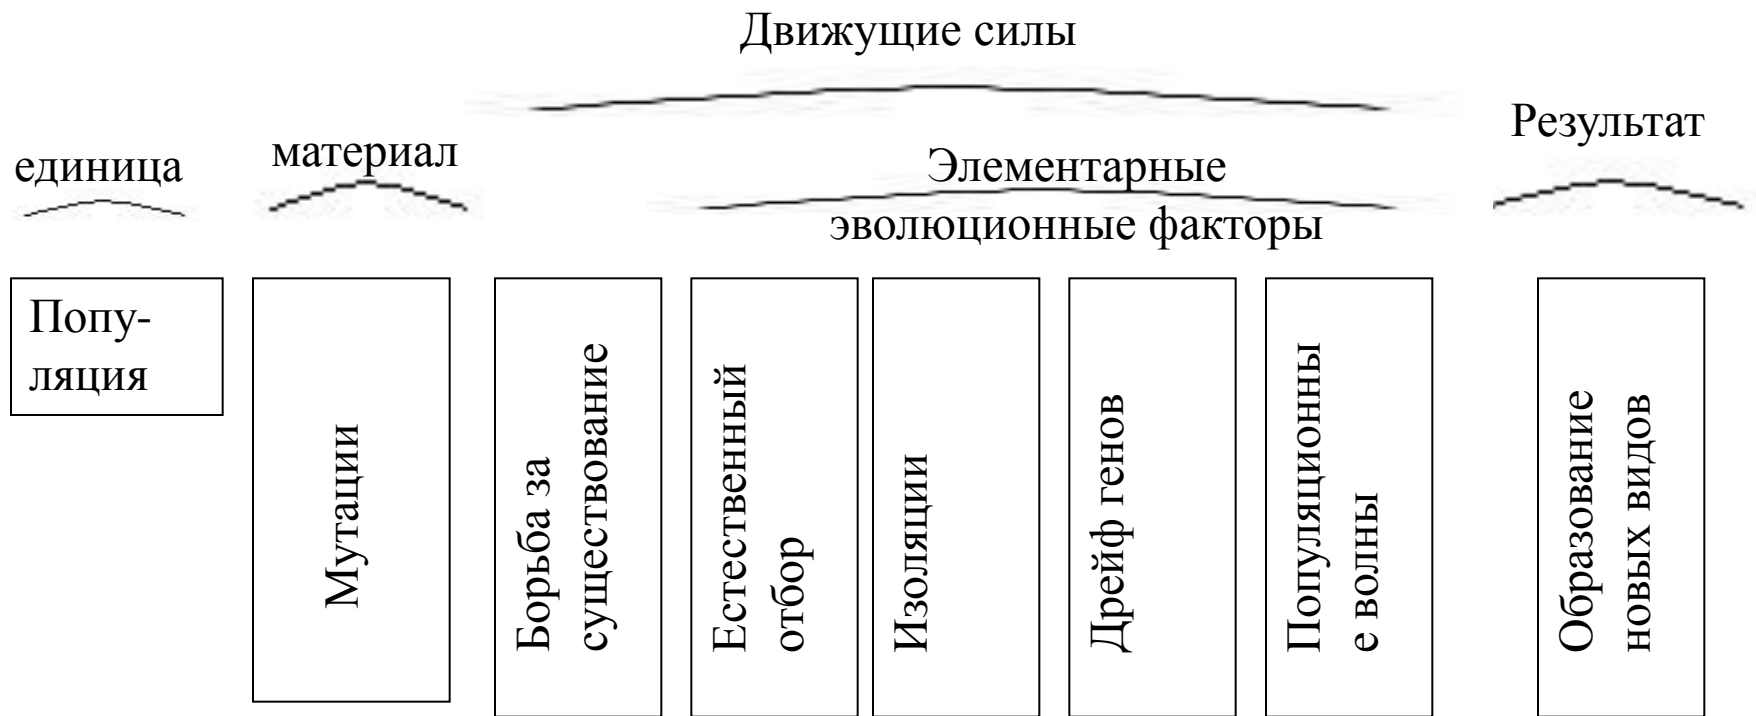 Движущие силы
единица
материал
Элементарные
эволюционные факторы
Результат
Попу-
ляция
Мутации
Борьба за
существование
Естественный
отбор
Изоляции
Дрейф генов
Популяционны
е волны
Образование
новых видов